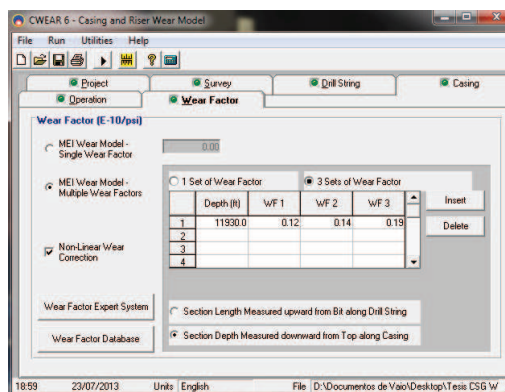 CWEAR 6 - Casing and Riser Wear Model
File Run Utilities Help
Project Survey Drill String Casing
Operation Wear Factor
Wear Factor (E-10/psi)
MEI Wear Model -
Single Wear Factor
0.00
MEI Wear Model -
Multiple Wear Factors
1 Set of Wear Factor 3 Sets of Wear Factor
Depth (ft) WF 1 WF 2 WF 3
1 11930.0 0.12 0.14 0.19
2
3
4
Insert
Delete
Non-Linear Wear
Correction
Wear Factor Expert System
Wear Factor Database
Section Length Measured upward from Bit along Drill String
Section Depth Measured downward from Top along Casing
18:59 23/07/2013 Units English File D:\Documentos de Vaio\Desktop\Tesis CSG W